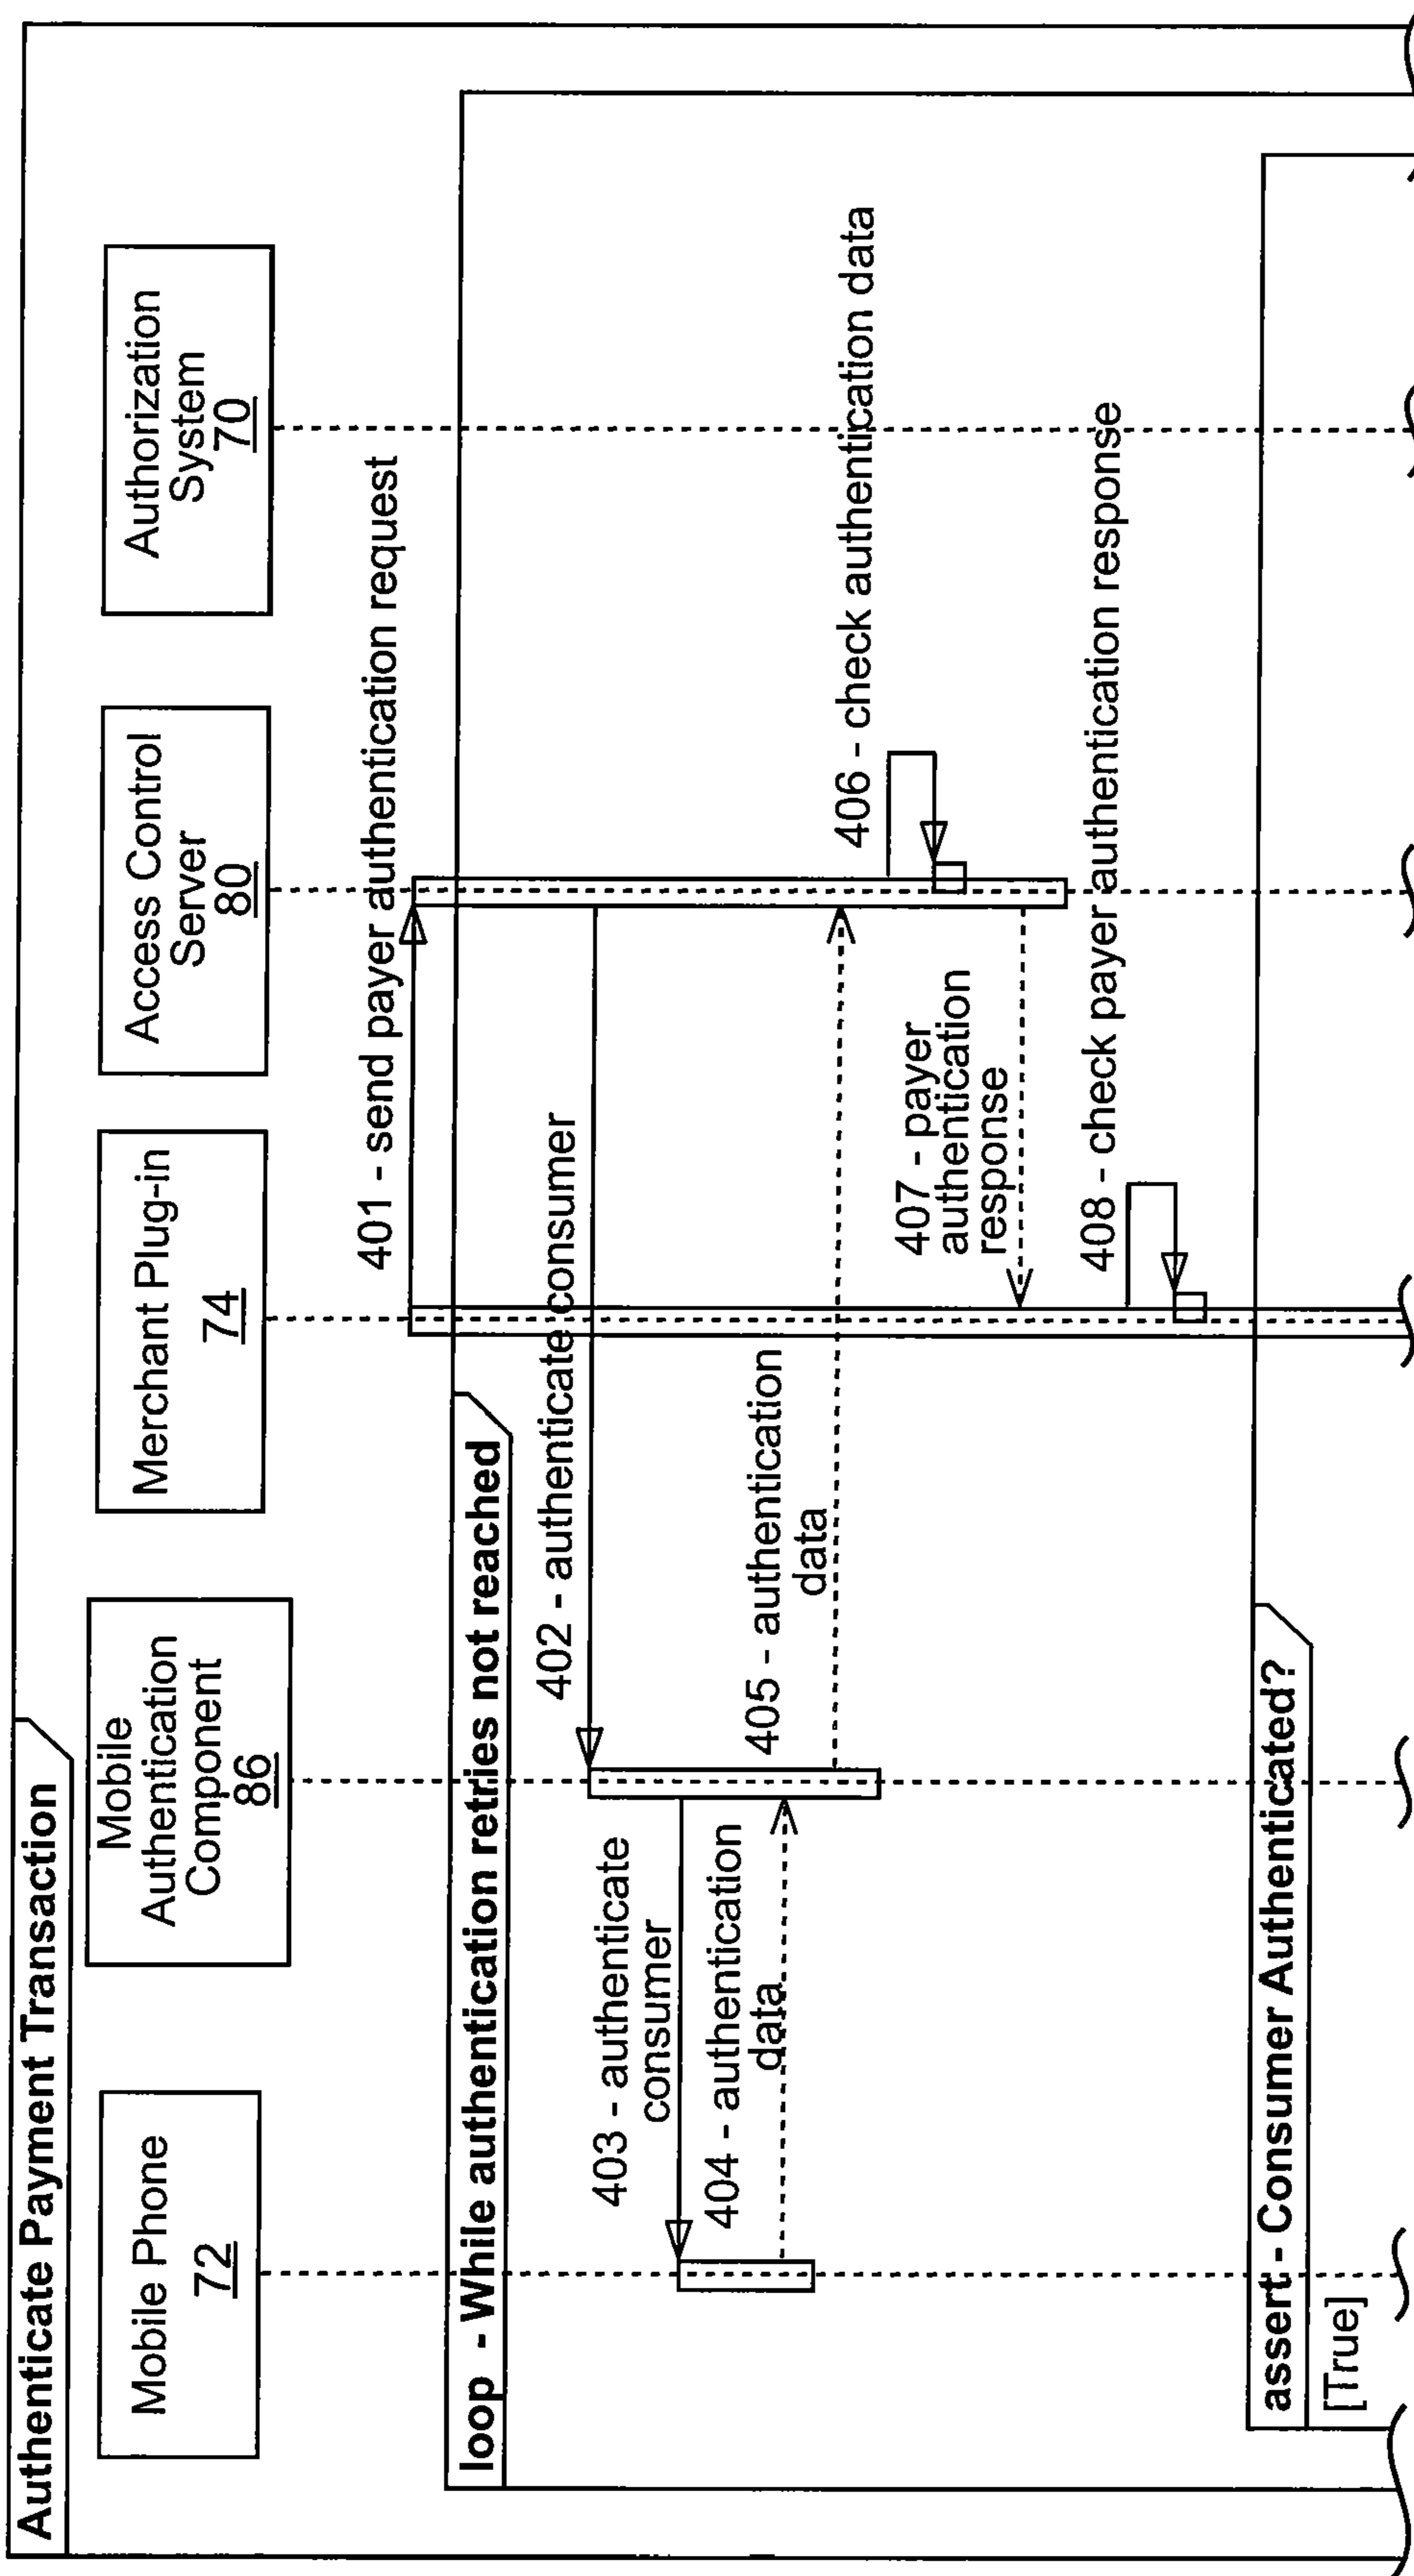 Authenticate Payment Transaction
Mobile Phone
72
Mobile
Authentication
Component
86
Merchant Plug-in
74
Access Control
Server
80
Authorization
System
70
401 - send payer authentication request
loop - While authentication retries not reached
402 - authenticate consumer
403 - authenticate
consumer
404 - authentication
data
405 - authentication
data
406 - check authentication data
407 - payer
authentication
response
408 - check payer authentication response
assert - Consumer Authenticated?
[True]